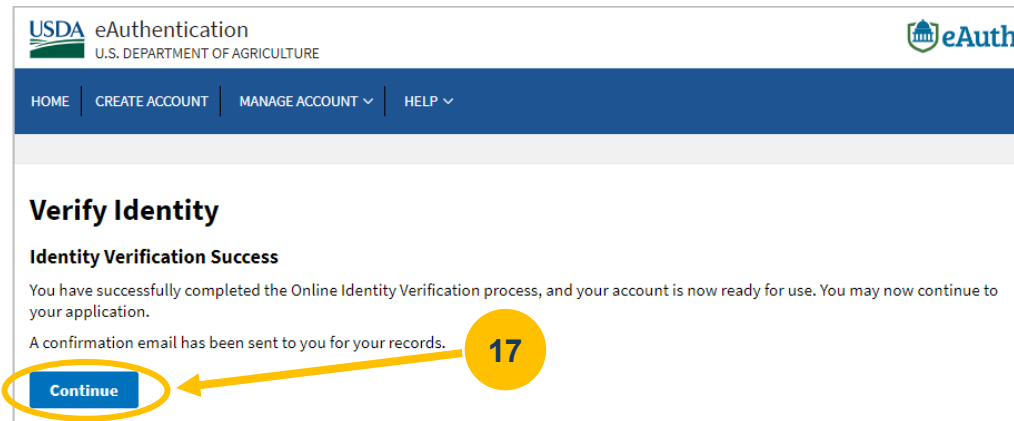 USDA eAuthentication
U.S. DEPARTMENT OF AGRICULTURE
eAuth
HOME CREATE ACCOUNT MANAGE ACCOUNT HELP
Verify Identity
Identity Verification Success
You have successfully completed the Online Identity Verification process, and your account is now ready for use. You may now continue to
your application.
A confirmation email has been sent to you for your records.
17
Continue